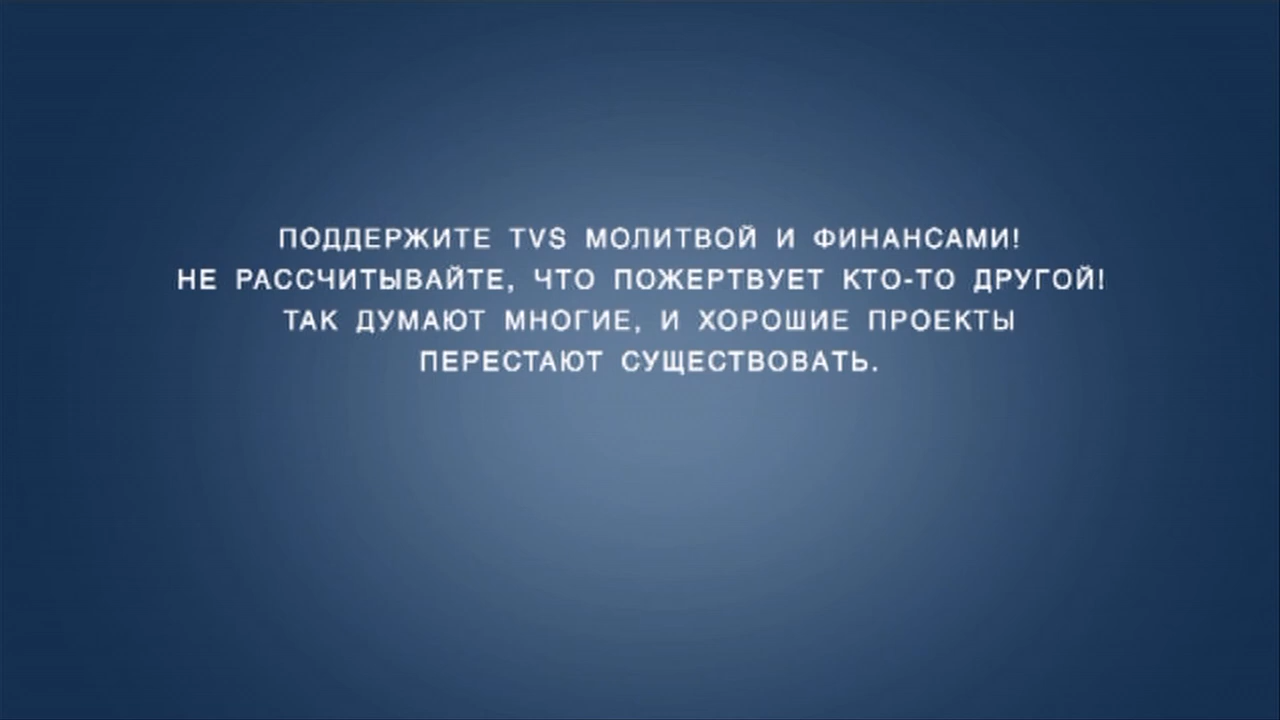 ПОДДЕРЖИТЕ TVS МОЛИТВОЙ И ФИНАНСАМИ!
НЕ РАССЧИТЫВАЙТЕ, ЧТО ПОЖЕРТВУЕТ КТО-ТО ДРУГОЙ!
ТАК ДУМАЮТ МНОГИЕ, И ХОРОШИЕ ПРОЕКТЫ
ПЕРЕСТАЮТ СУЩЕСТВОВАТЬ.